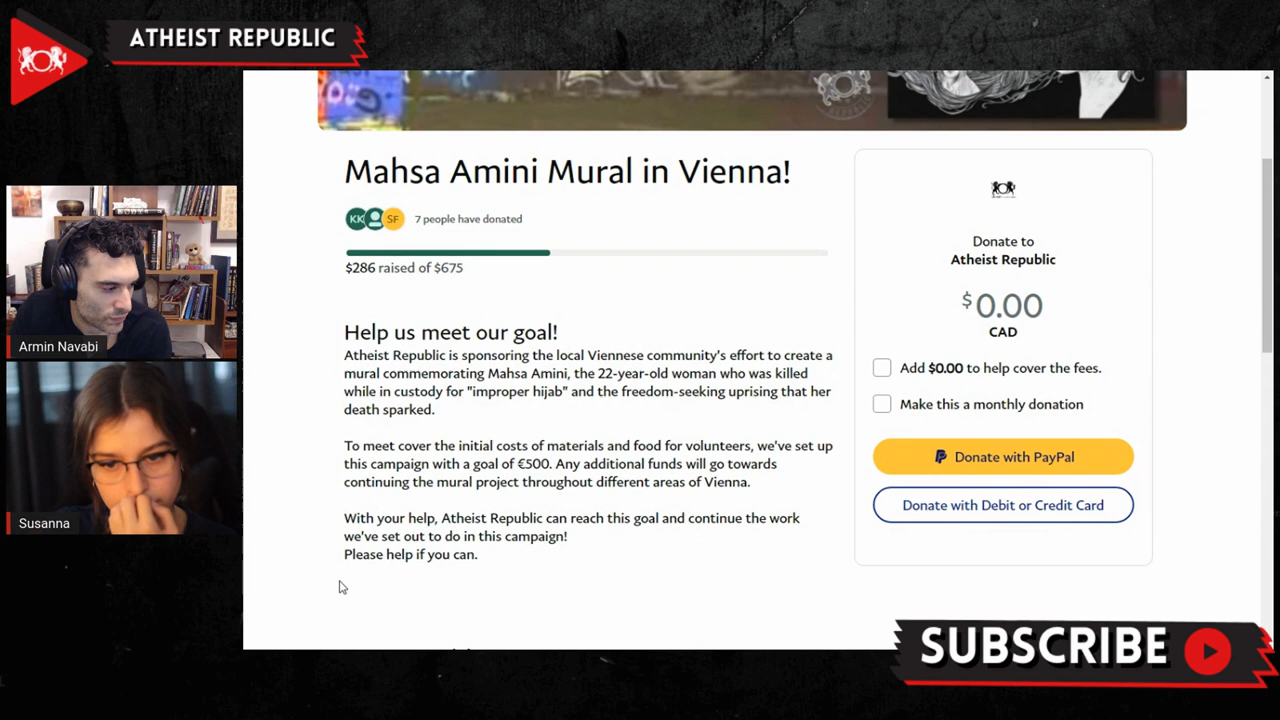 ATHEIST REPUBLIC
Mahsa Amini Mural in Vienna!
KK
SF
7 people have donated
$286 raised of $675
Help us meet our goal!
Atheist Republic is sponsoring the local Viennese community's effort to create a
mural commemorating Mahsa Amini, the 22-year-old woman who was killed
while in custody for "improper hijab" and the freedom-seeking uprising that her
death sparked.
To meet cover the initial costs of materials and food for volunteers, we've set up
this campaign with a goal of €500. Any additional funds will go towards
continuing the mural project throughout different areas of Vienna.
With your help, Atheist Republic can reach this goal and continue the work
we've set out to do in this campaign!
Please help if you can.
Donate to
Atheist Republic
$0.00
CAD
Add $0.00 to help cover the fees.
Make this a monthly donation
Donate with PayPal
Donate with Debit or Credit Card
Armin Navabi
Susanna
SUBSCRIBE